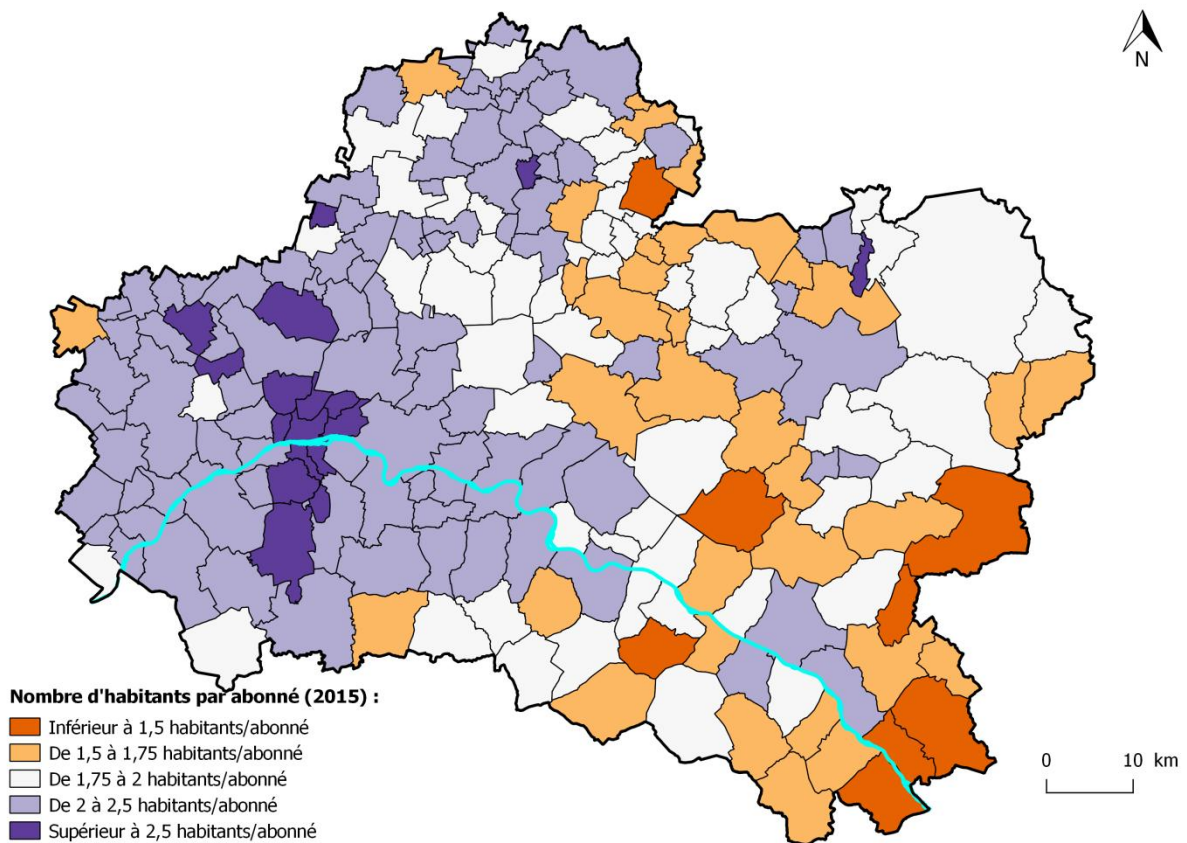 N
Nombre d'habitants par abonné (2015) :
Inférieur à 1,5 habitants/abonné
De 1,5 à 1,75 habitants/abonné
De 1,75 à 2 habitants/abonné
De 2 à 2,5 habitants/abonné
Supérieur à 2,5 habitants/abonné
0 10 km